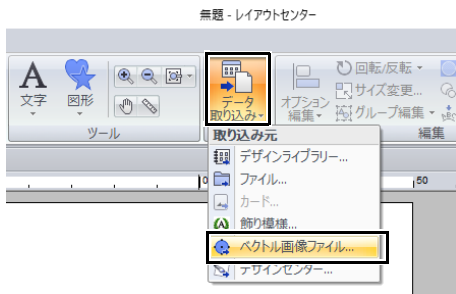 無題 - レイアウトセンター
文字
図形
ツール
データ
取り込み
オプション
編集
回転/反転
サイズ変更...
グループ編集
編集
取り込み元
デザインライブラリー...
ファイル...
カード...
飾り模様...
ベクトル画像ファイル...
デザインセンター...
0
50